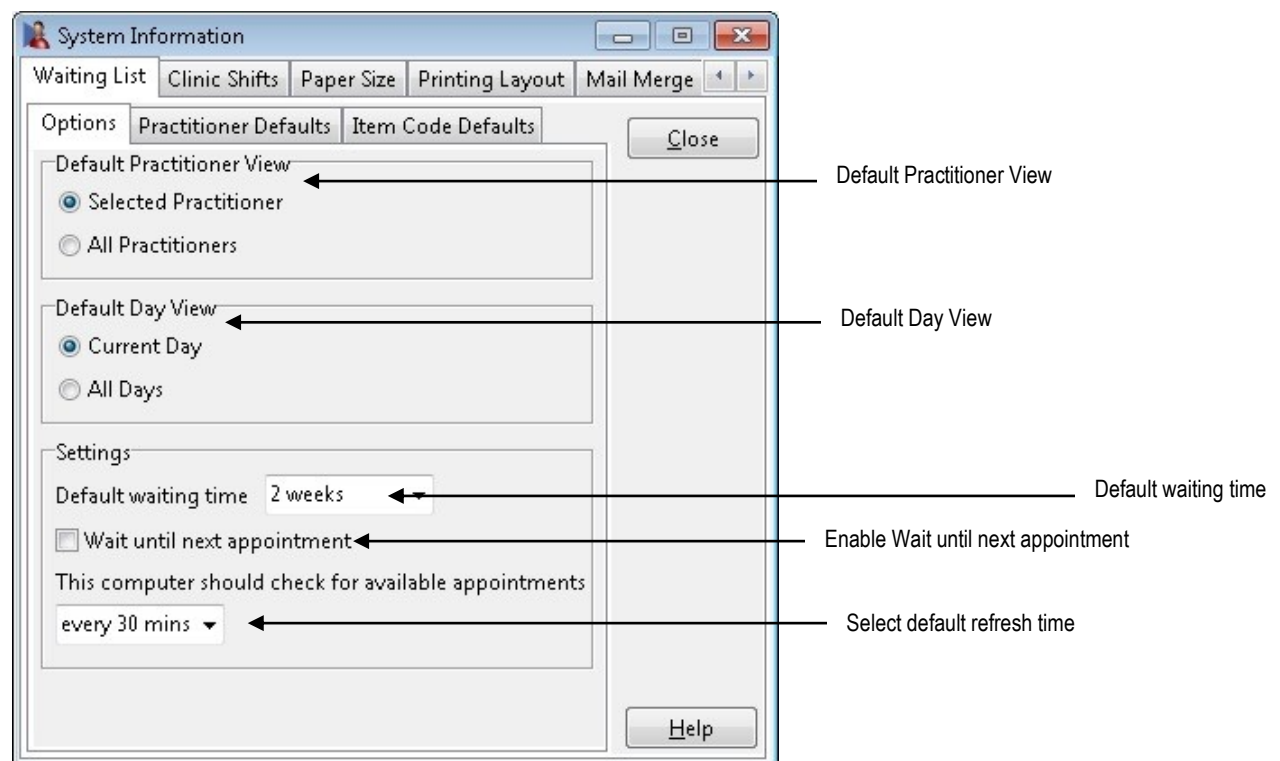 System Information
Waiting List Clinic Shifts Paper Size Printing Layout Mail Merge
Options Practitioner Defaults Item Code Defaults
Close
Default Practitioner View
Default Practitioner View
Selected Practitioner
All Practitioners
Default Day View
Default Day View
Current Day
All Days
Settings
Default waiting time 2 weeks
Default waiting time
Wait until next appointment
Enable Wait until next appointment
This computer should check for available appointments
every 30 mins
Select default refresh time
Help